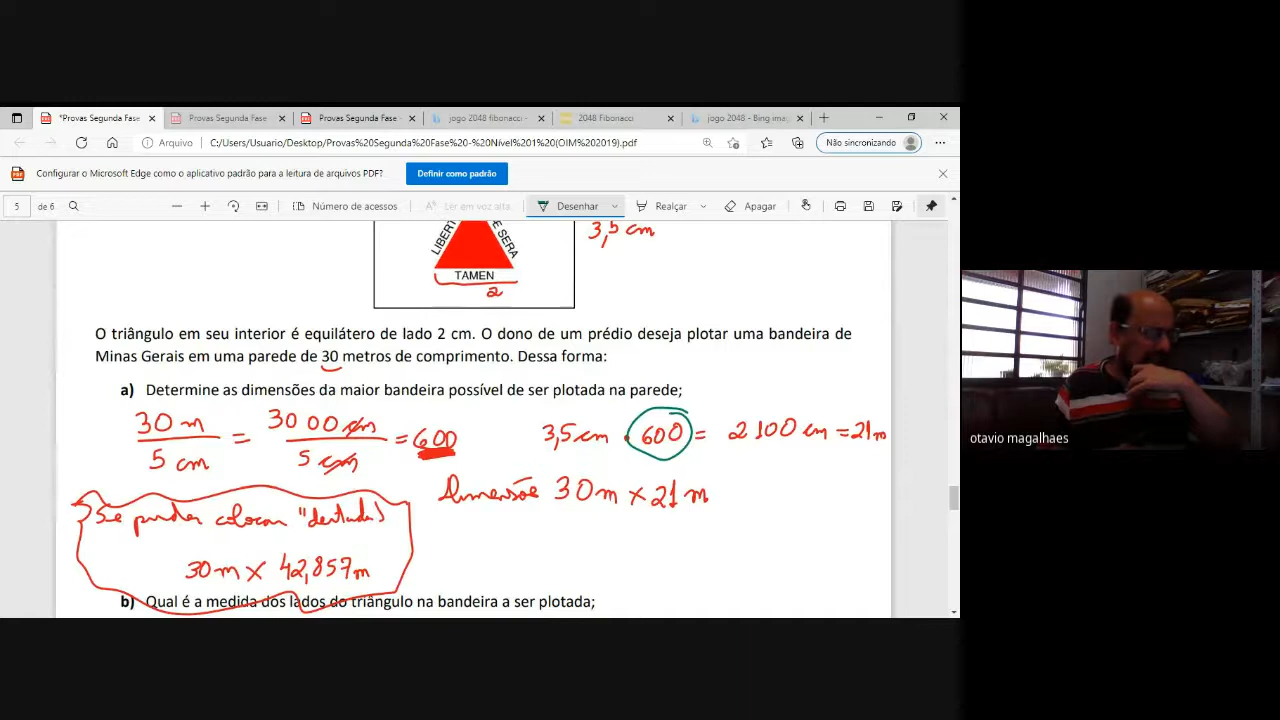 *Provas Segunda Fase
Provas Segunda Fase
Provas Segunda Fase -
jogo 2048 fibonacci -
2048 Fibonacci
jogo 2048 - Bing imag
Arquivo
C:/Users/Usuario/Desktop/Provas%20Segunda%20Fase%20-%20Nível%201%20(OIM%202019).pdf
Não sincronizando
Configurar o Microsoft Edge como o aplicativo padrão para a leitura de arquivos PDF?
Definir como padrão
5 de 6
Número de acessos
Ler em voz alta
Desenhar
Realçar
Apagar
LIBERT
E SERA
TAMEN
2
3,5 cm
O triângulo em seu interior é equilátero de lado 2 cm. O dono de um prédio deseja plotar uma bandeira de
Minas Gerais em uma parede de 30 metros de comprimento. Dessa forma:
a) Determine as dimensões da maior bandeira possível de ser plotada na parede;
30 m / 5 cm = 3000 cm / 5 cm = 600
3,5 cm . 600 = 2100 cm = 21 m
Dimensõe 30 m x 21 m
Se puder colocar "deitada)
30 m x 42,857 m
b) Qual é a medida dos lados do triângulo na bandeira a ser plotada;
otavio magalhaes